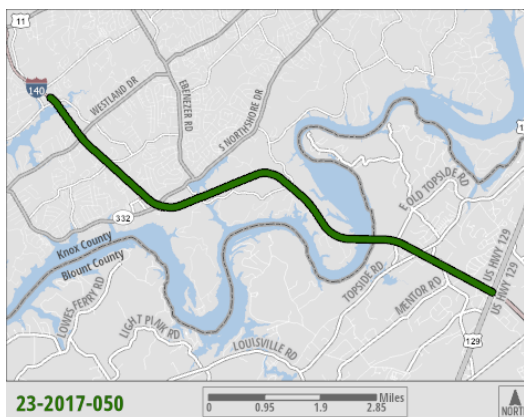 11
140
WESTLAND DR
EBENEZER RD
S NORTHSHORE DR
1
E OLD TOPSIDE RD
332
Knox County
Blount County
US HWY 129
US HWY 129
TOPSIDE RD
MENTOR RD
LOWES FERRY RD
LIGHT PINK RD
LOUISVILLE RD
129
23-2017-050
Miles
0 0.95 1.9 2.85
NORTH